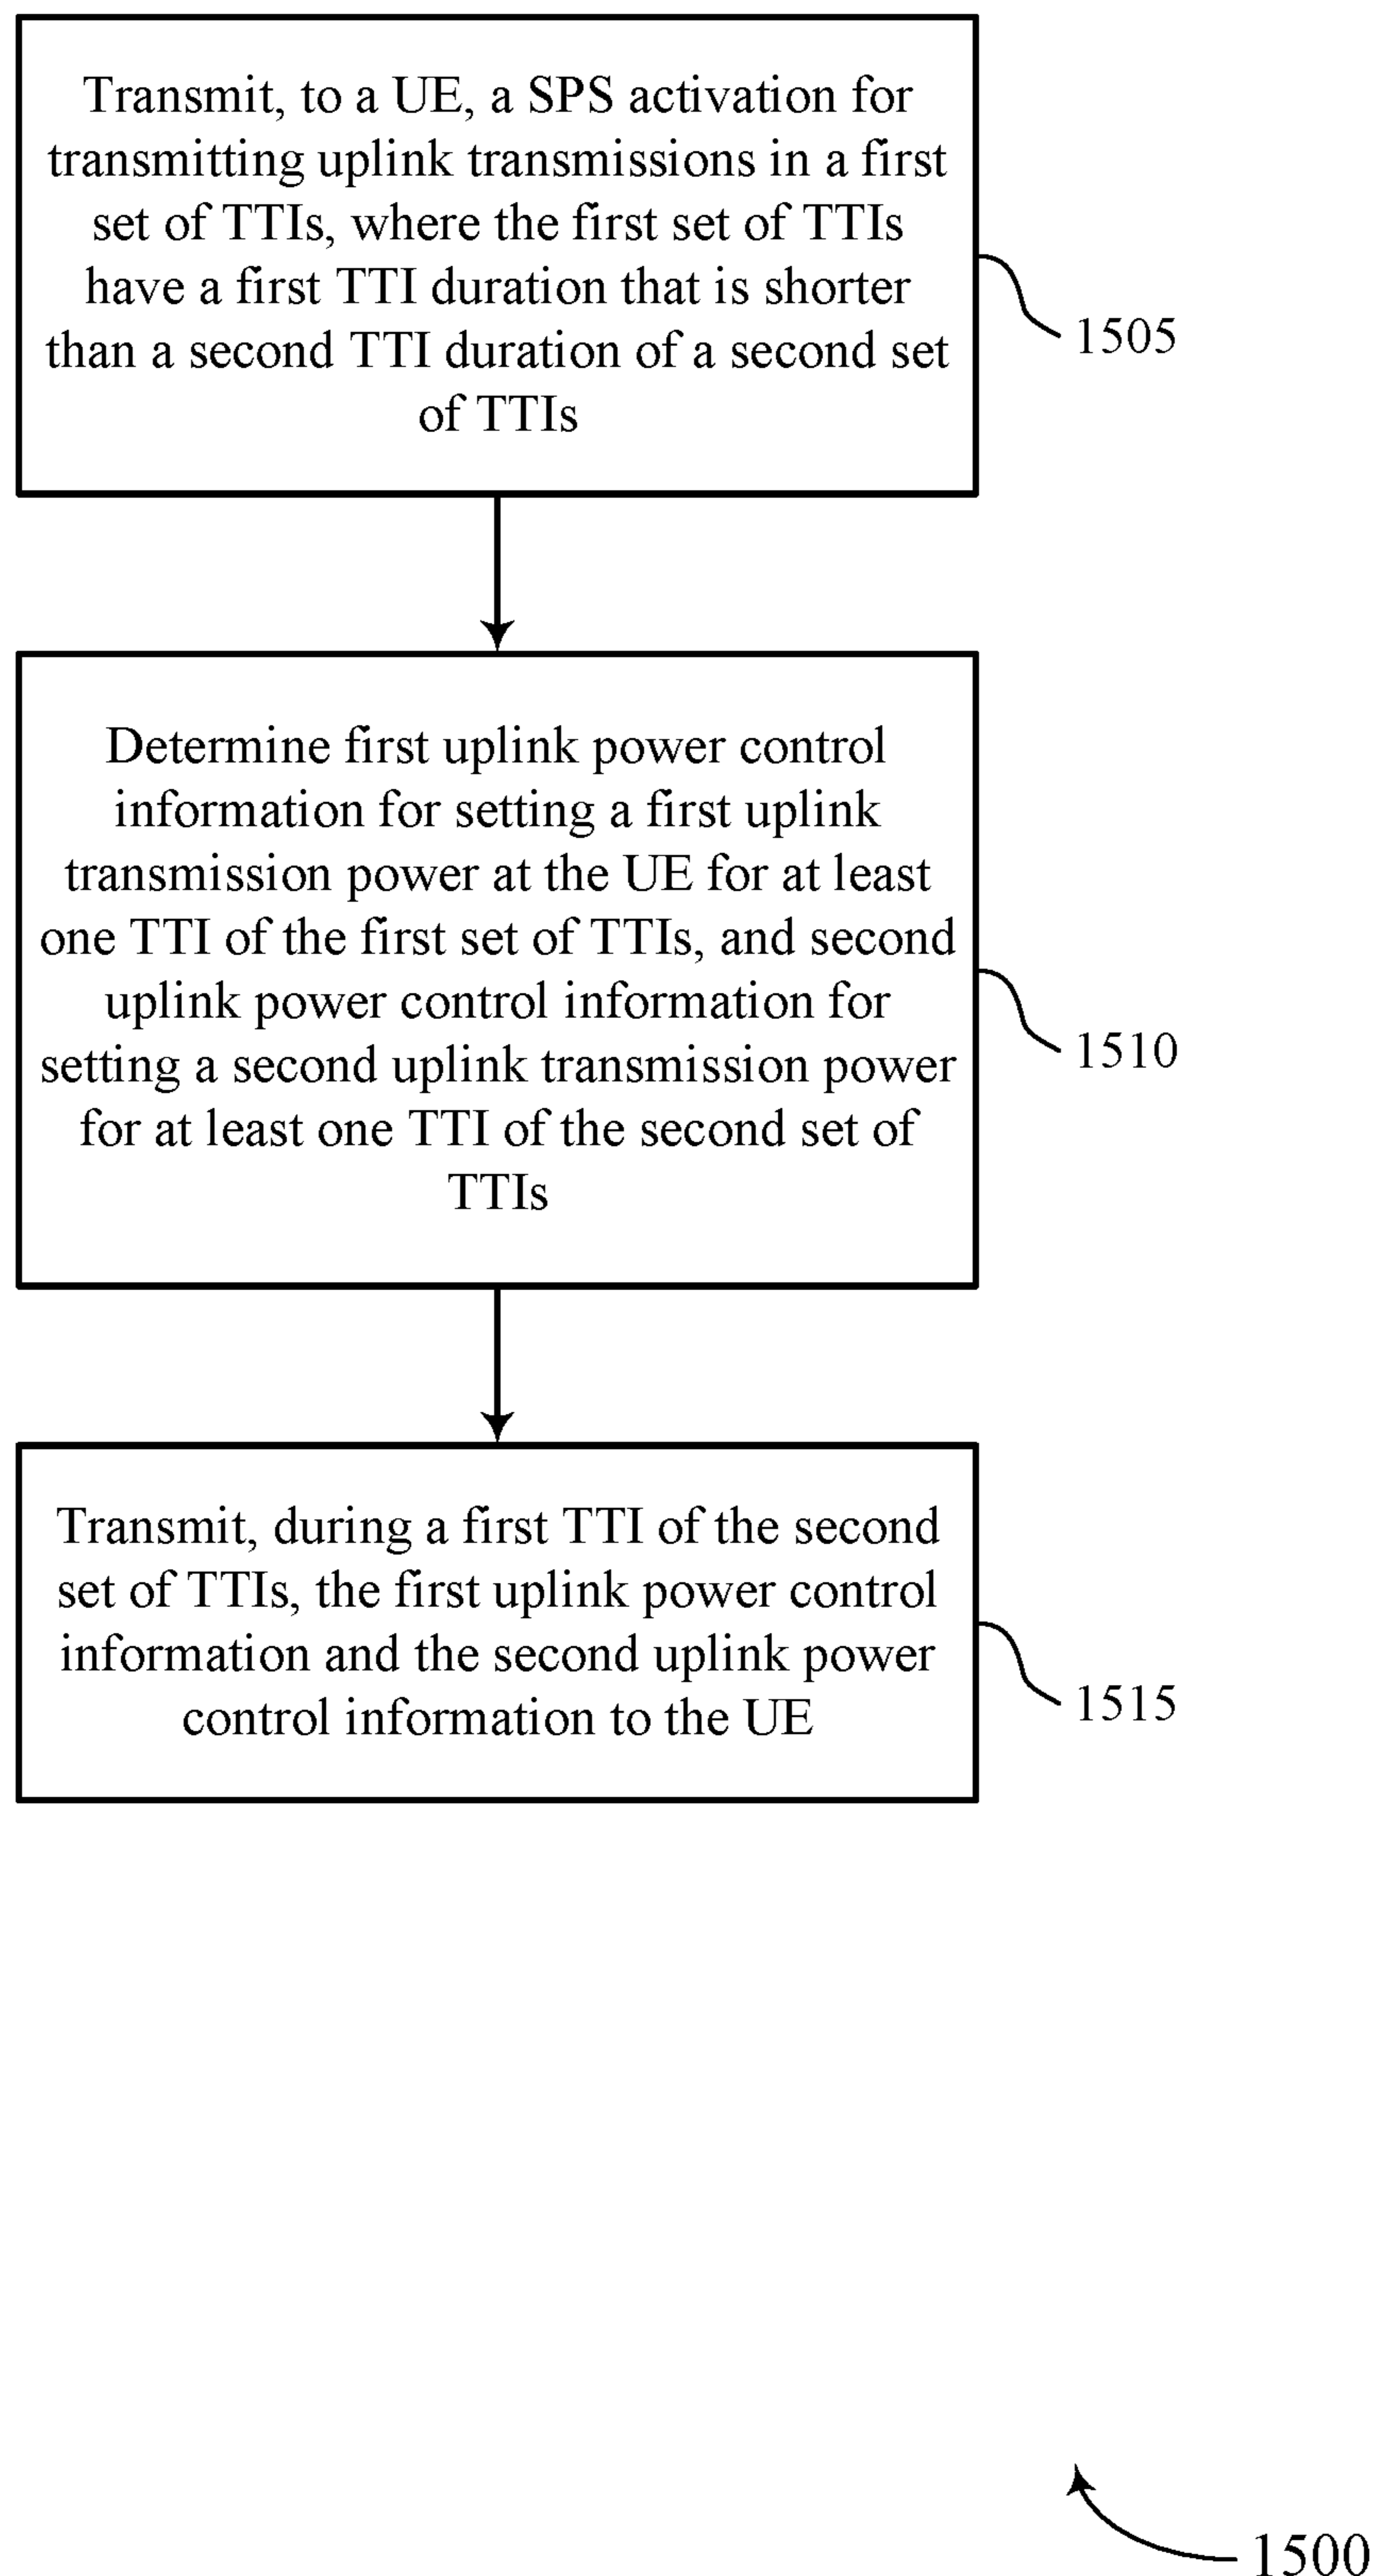 Transmit, to a UE, a SPS activation for
transmitting uplink transmissions in a first
set of TTIs, where the first set of TTIs
have a first TTI duration that is shorter
than a second TTI duration of a second set
of TTIs
1505
Determine first uplink power control
information for setting a first uplink
transmission power at the UE for at least
one TTI of the first set of TTIs, and second
uplink power control information for
setting a second uplink transmission power
for at least one TTI of the second set of
TTIs
1510
Transmit, during a first TTI of the second
set of TTIs, the first uplink power control
information and the second uplink power
control information to the UE
1515
1500